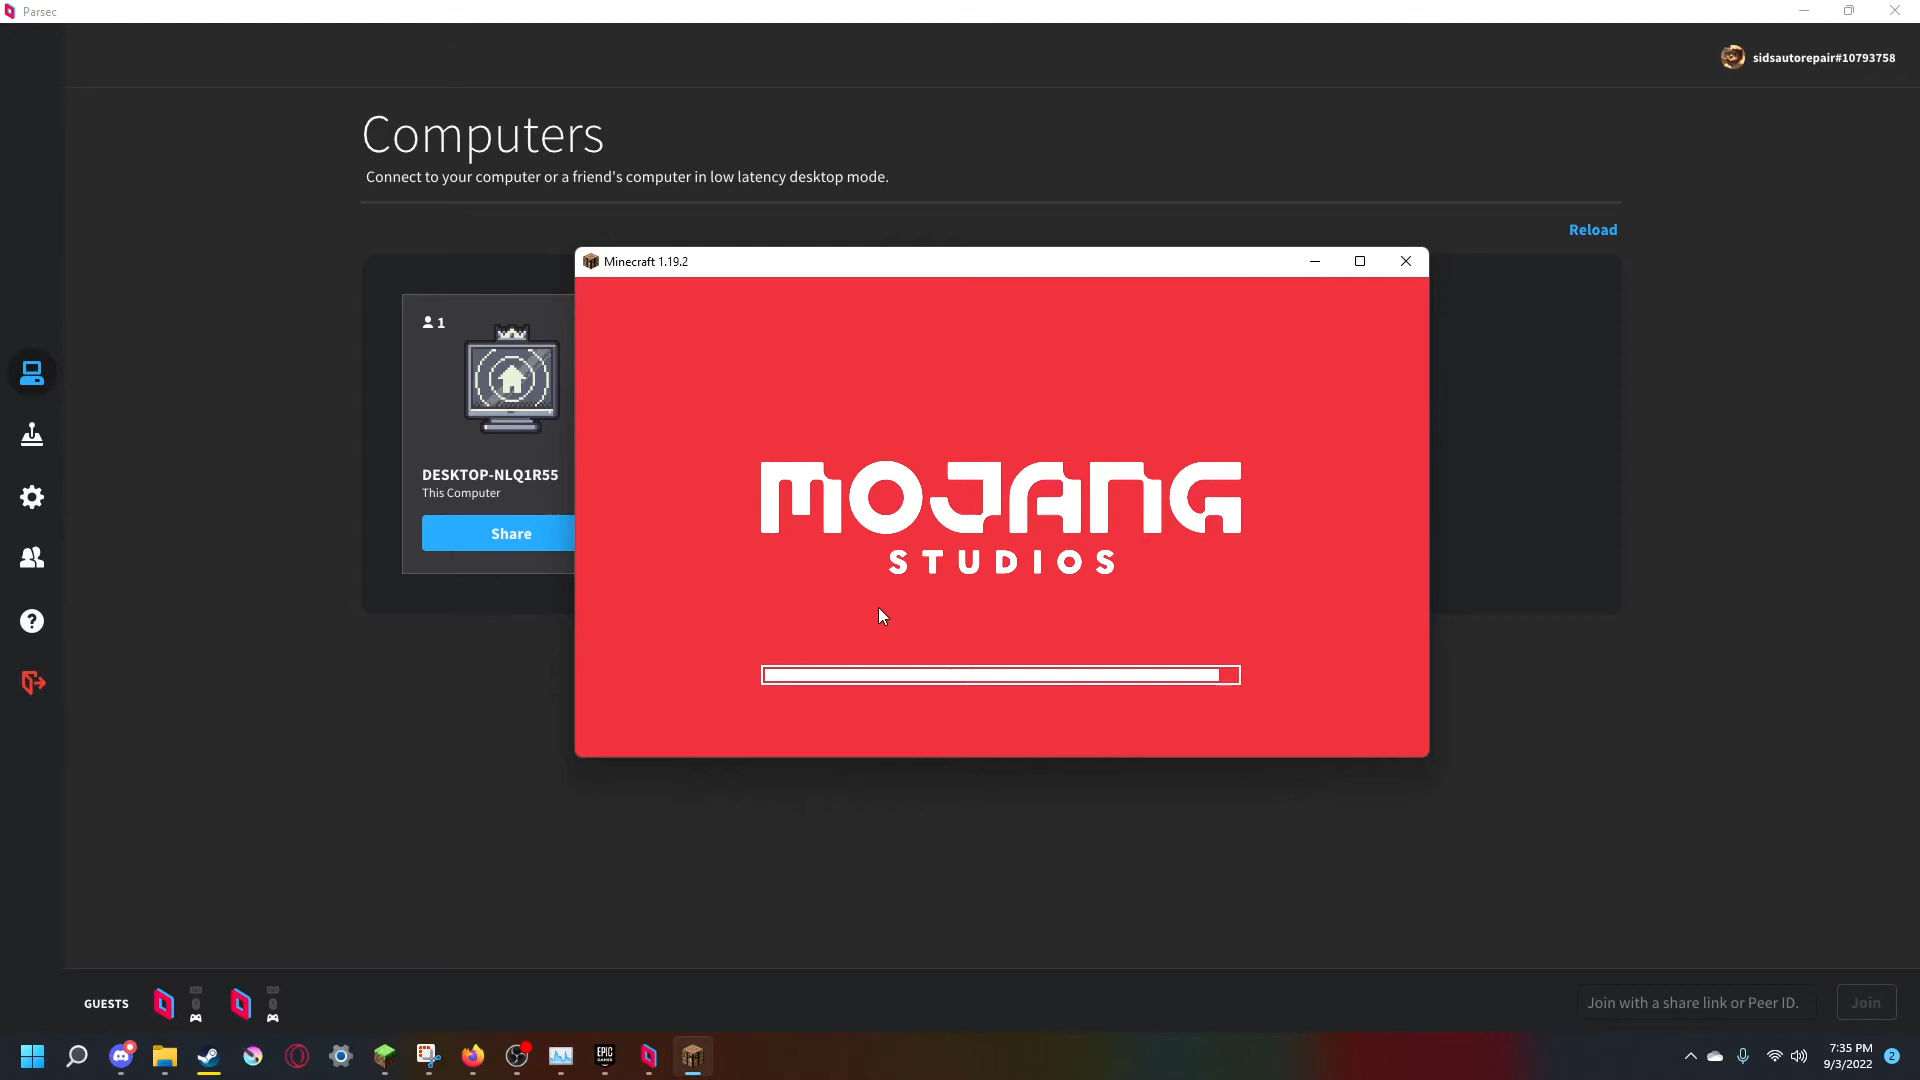 Parsec
sidsautorepair#10793758
Computers
Connect to your computer or a friend's computer in low latency desktop mode.
Reload
Minecraft 1.19.2
1
MOJANG
STUDIOS
DESKTOP-NLQ1R55
This Computer
Share
GUESTS
Join with a share link or Peer ID.
Join
EPIC
GAMES
7:35 PM
9/3/2022
2